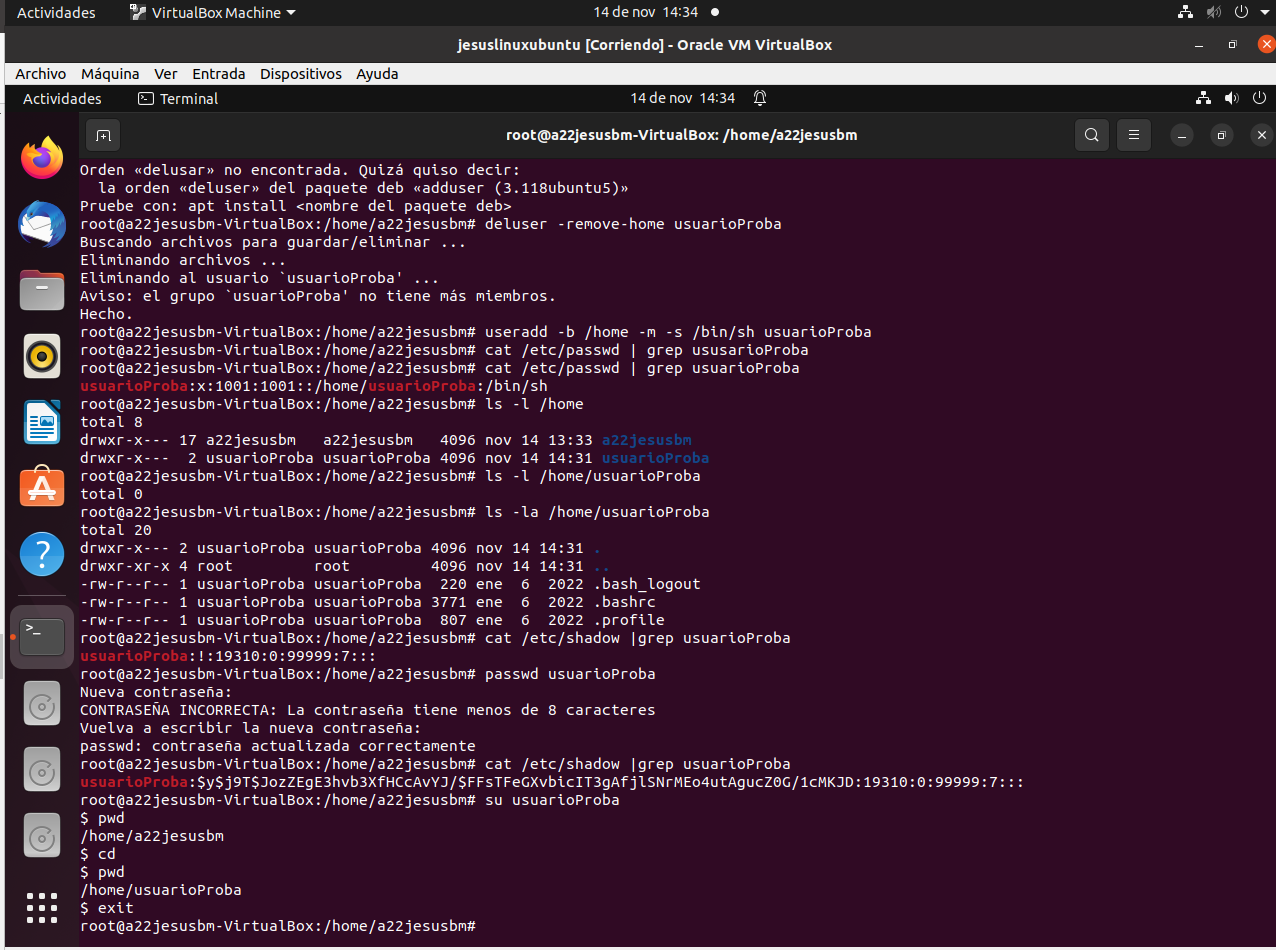 Actividades VirtualBox Machine 14 de nov 14:34
jesuslinuxubuntu [Corriendo] - Oracle VM VirtualBox
Archivo Máquina Ver Entrada Dispositivos Ayuda
Actividades Terminal 14 de nov 14:34
root@a22jesusbm-VirtualBox: /home/a22jesusbm
Orden «delusar» no encontrada. Quizá quiso decir:
  la orden «deluser» del paquete deb «adduser (3.118ubuntu5)»
Pruebe con: apt install <nombre del paquete deb>
root@a22jesusbm-VirtualBox:/home/a22jesusbm# deluser -remove-home usuarioProba
Buscando archivos para guardar/eliminar ...
Eliminando archivos ...
Eliminando al usuario `usuarioProba' ...
Aviso: el grupo `usuarioProba' no tiene más miembros.
Hecho.
root@a22jesusbm-VirtualBox:/home/a22jesusbm# useradd -b /home -m -s /bin/sh usuarioProba
root@a22jesusbm-VirtualBox:/home/a22jesusbm# cat /etc/passwd | grep ususarioProba
root@a22jesusbm-VirtualBox:/home/a22jesusbm# cat /etc/passwd | grep usuarioProba
usuarioProba:x:1001:1001::/home/usuarioProba:/bin/sh
root@a22jesusbm-VirtualBox:/home/a22jesusbm# ls -l /home
total 8
drwxr-x--- 17 a22jesusbm   a22jesusbm   4096 nov 14 13:33 a22jesusbm
drwxr-x---  2 usuarioProba usuarioProba 4096 nov 14 14:31 usuarioProba
root@a22jesusbm-VirtualBox:/home/a22jesusbm# ls -l /home/usuarioProba
total 0
root@a22jesusbm-VirtualBox:/home/a22jesusbm# ls -la /home/usuarioProba
total 20
drwxr-x--- 2 usuarioProba usuarioProba 4096 nov 14 14:31 .
drwxr-xr-x 4 root         root         4096 nov 14 14:31 ..
-rw-r--r-- 1 usuarioProba usuarioProba  220 ene  6  2022 .bash_logout
-rw-r--r-- 1 usuarioProba usuarioProba 3771 ene  6  2022 .bashrc
-rw-r--r-- 1 usuarioProba usuarioProba  807 ene  6  2022 .profile
root@a22jesusbm-VirtualBox:/home/a22jesusbm# cat /etc/shadow |grep usuarioProba
usuarioProba:!:19310:0:99999:7:::
root@a22jesusbm-VirtualBox:/home/a22jesusbm# passwd usuarioProba
Nueva contraseña:
CONTRASEÑA INCORRECTA: La contraseña tiene menos de 8 caracteres
Vuelva a escribir la nueva contraseña:
passwd: contraseña actualizada correctamente
root@a22jesusbm-VirtualBox:/home/a22jesusbm# cat /etc/shadow |grep usuarioProba
usuarioProba:$y$j9T$JozZEgE3hvb3XfHCcAvYJ/$FFsTFeGXvbicIT3gAfjlSNrMEo4utAgucZ0G/1cMKJD:19310:0:99999:7:::
root@a22jesusbm-VirtualBox:/home/a22jesusbm# su usuarioProba
$ pwd
/home/a22jesusbm
$ cd
$ pwd
/home/usuarioProba
$ exit
root@a22jesusbm-VirtualBox:/home/a22jesusbm#